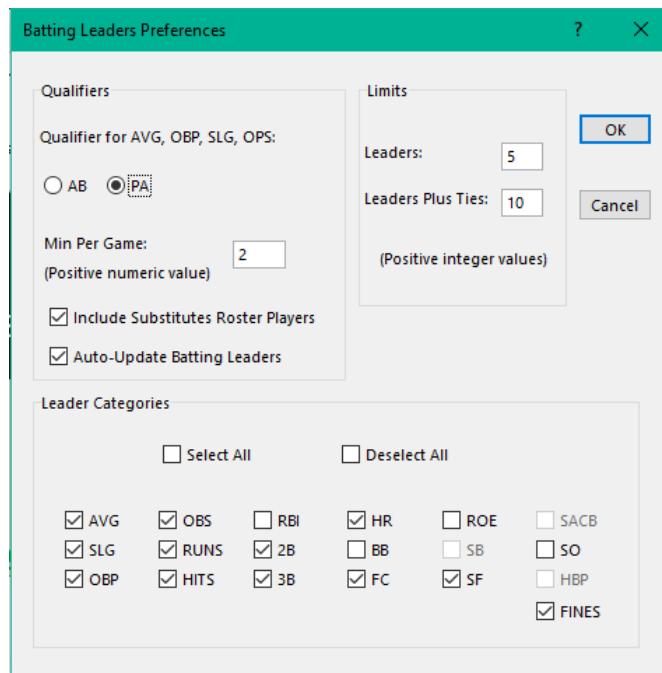 Batting Leaders Preferences ?
Qualifiers
Qualifier for AVG, OBP, SLG, OPS:
AB PA
Min Per Game: 2
(Positive numeric value)
Include Substitutes Roster Players
Auto-Update Batting Leaders
Limits
Leaders: 5
Leaders Plus Ties: 10
(Positive integer values)
OK
Cancel
Leader Categories
Select All Deselect All
AVG OBS RBI HR ROE SACB
SLG RUNS 2B BB SB SO
OBP HITS 3B FC SF HBP
FINES